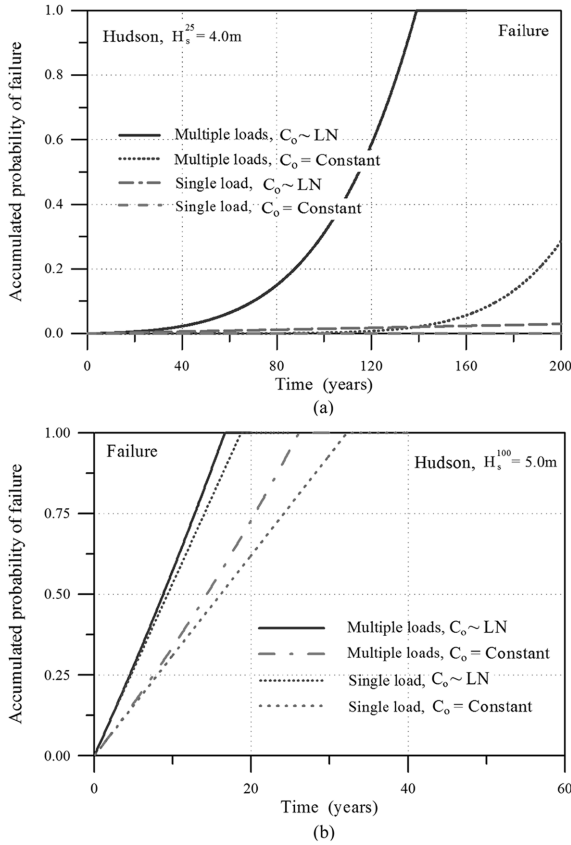 1.0
0.8
0.6
0.4
0.2
0.0
Accumulated probability of failure
Hudson, H_s^25 = 4.0m
Failure
Multiple loads, C_o ~ LN
Multiple loads, C_o = Constant
Single load, C_o ~ LN
Single load, C_o = Constant
0 40 80 120 160 200
Time (years)
(a)
1.00
0.75
0.50
0.25
0.00
Accumulated probability of failure
Failure
Hudson, H_s^100 = 5.0m
Multiple loads, C_o ~ LN
Multiple loads, C_o = Constant
Single load, C_o ~ LN
Single load, C_o = Constant
0 20 40 60
Time (years)
(b)